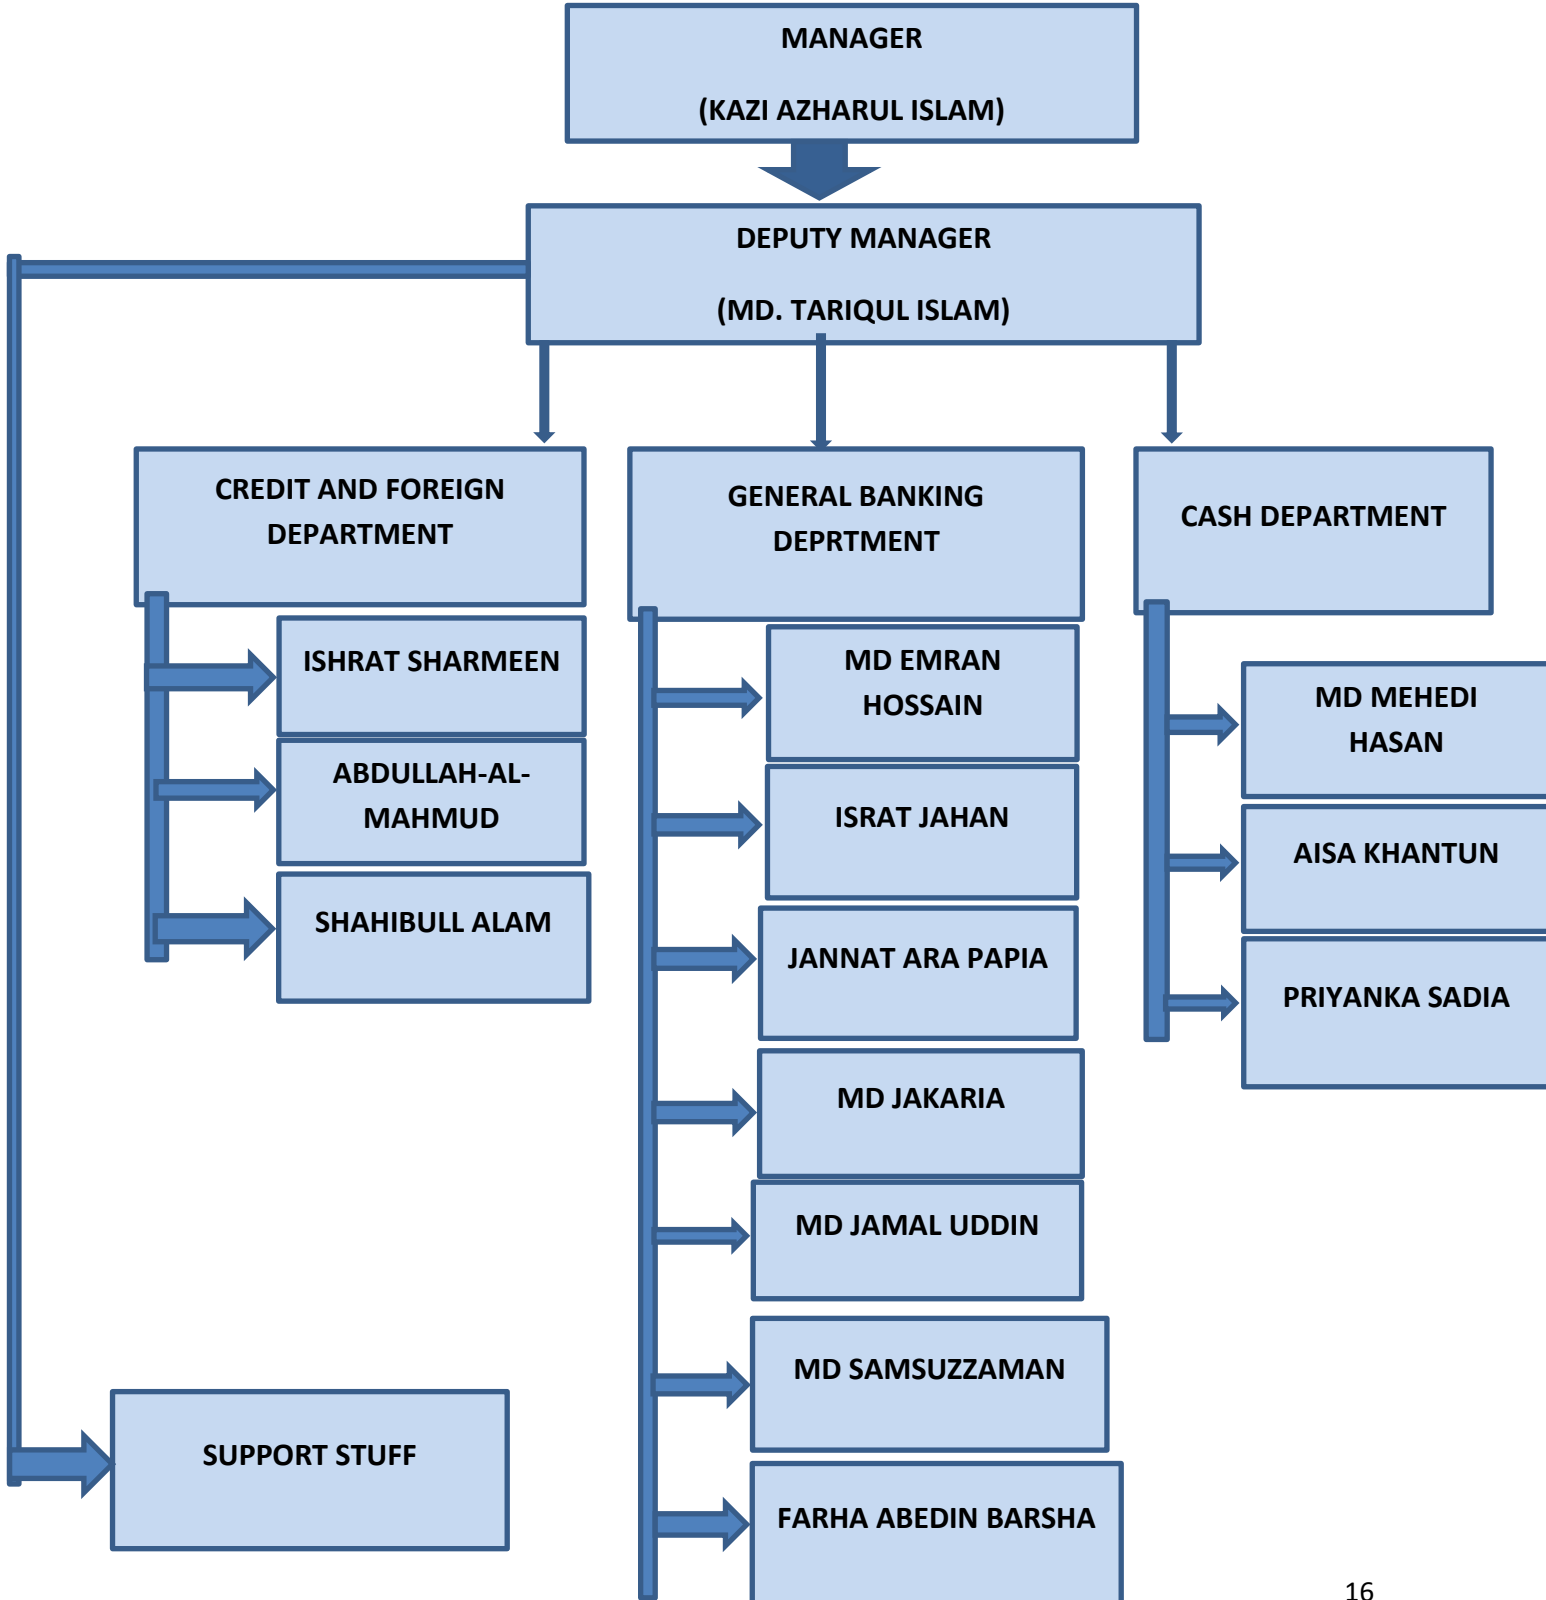 MANAGER
(KAZI AZHARUL ISLAM)
DEPUTY MANAGER
(MD. TARIQUL ISLAM)
CREDIT AND FOREIGN
DEPARTMENT
ISHRAT SHARMEEN
ABDULLAH-AL-
MAHMUD
SHAHIBULL ALAM
GENERAL BANKING
DEPRTMENT
MD EMRAN
HOSSAIN
ISRAT JAHAN
JANNAT ARA PAPIA
MD JAKARIA
MD JAMAL UDDIN
MD SAMSUZZAMAN
FARHA ABEDIN BARSHA
CASH DEPARTMENT
MD MEHEDI
HASAN
AISA KHANTUN
PRIYANKA SADIA
SUPPORT STUFF
16